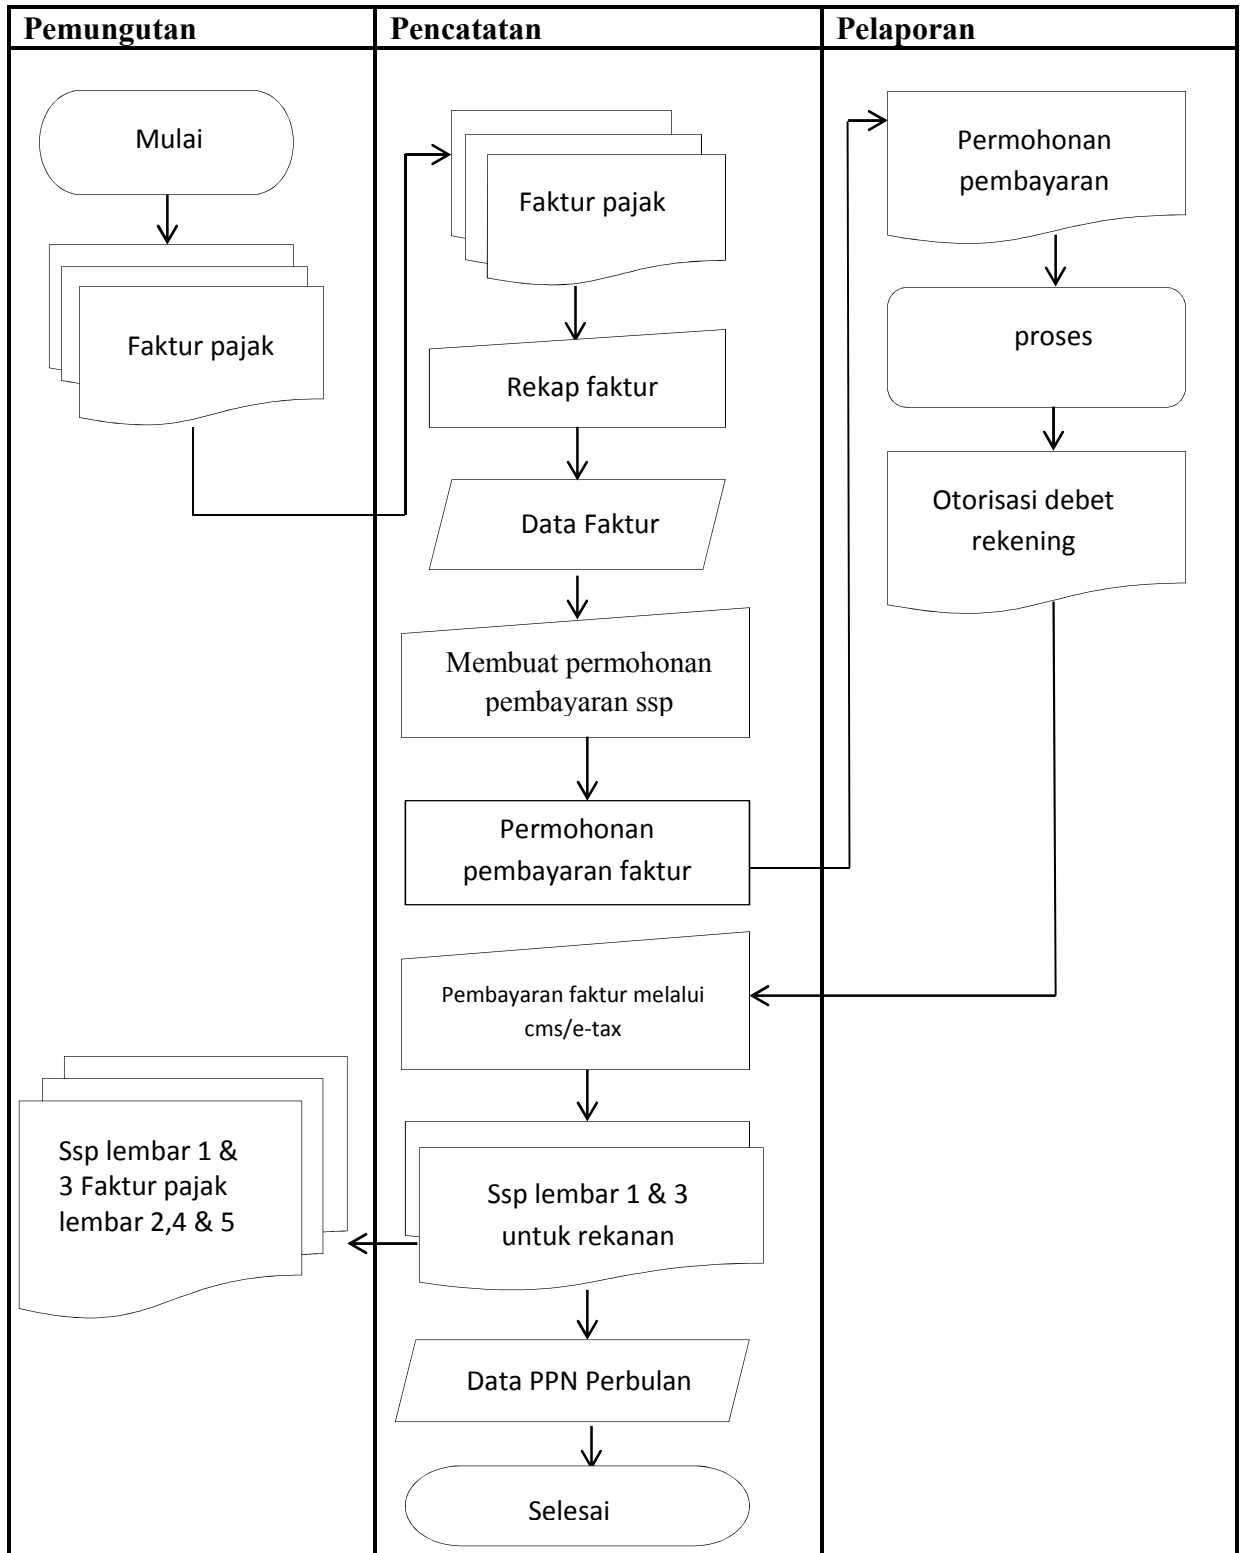 Pemungutan
Pencatatan
Pelaporan
Mulai
Faktur pajak
Faktur pajak
Rekap faktur
Data Faktur
Membuat permohonan
pembayaran ssp
Permohonan
pembayaran faktur
Permohonan
pembayaran
proses
Otorisasi debet
rekening
Pembayaran faktur melalui
cms/e-tax
Ssp lembar 1 & 3
untuk rekanan
Ssp lembar 1 &
3 Faktur pajak
lembar 2,4 & 5
Data PPN Perbulan
Selesai